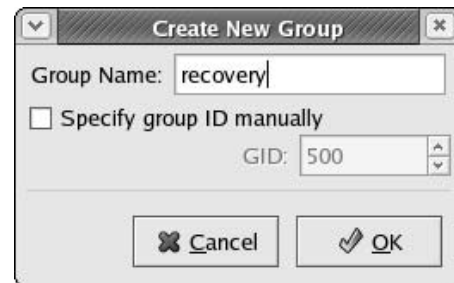 Create New Group
Group Name: recovery
Specify group ID manually
GID: 500
Cancel OK